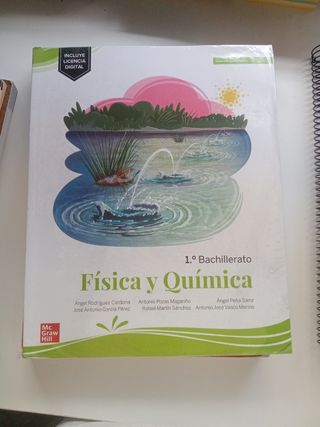 INCLUYE
LICENCIA
DIGITAL
1.º Bachillerato
Física y Química
Ángel Rodríguez Cardona Antonio Pozas Magariño Ángel Peña Sainz
José Antonio García Pérez Rafael Martín Sánchez Antonio José Vasco Merino
Mc
Graw
Hill